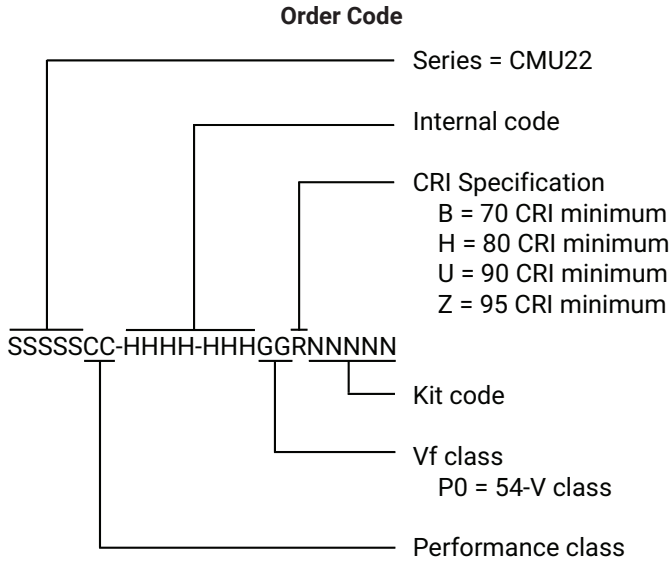 Order Code
Series = CMU22
Internal code
CRI Specification
B = 70 CRI minimum
H = 80 CRI minimum
U = 90 CRI minimum
Z = 95 CRI minimum
SSSSSCC-HHHH-HHHGGRNNNNN
Kit code
Vf class
P0 = 54-V class
Performance class